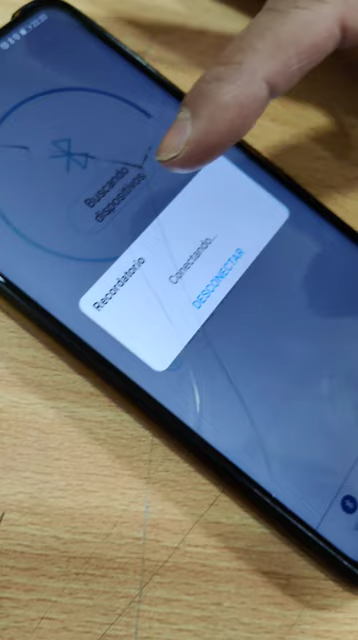 Buscando
dispositivos
Recordatorio
Conectando...
DESCONECTAR